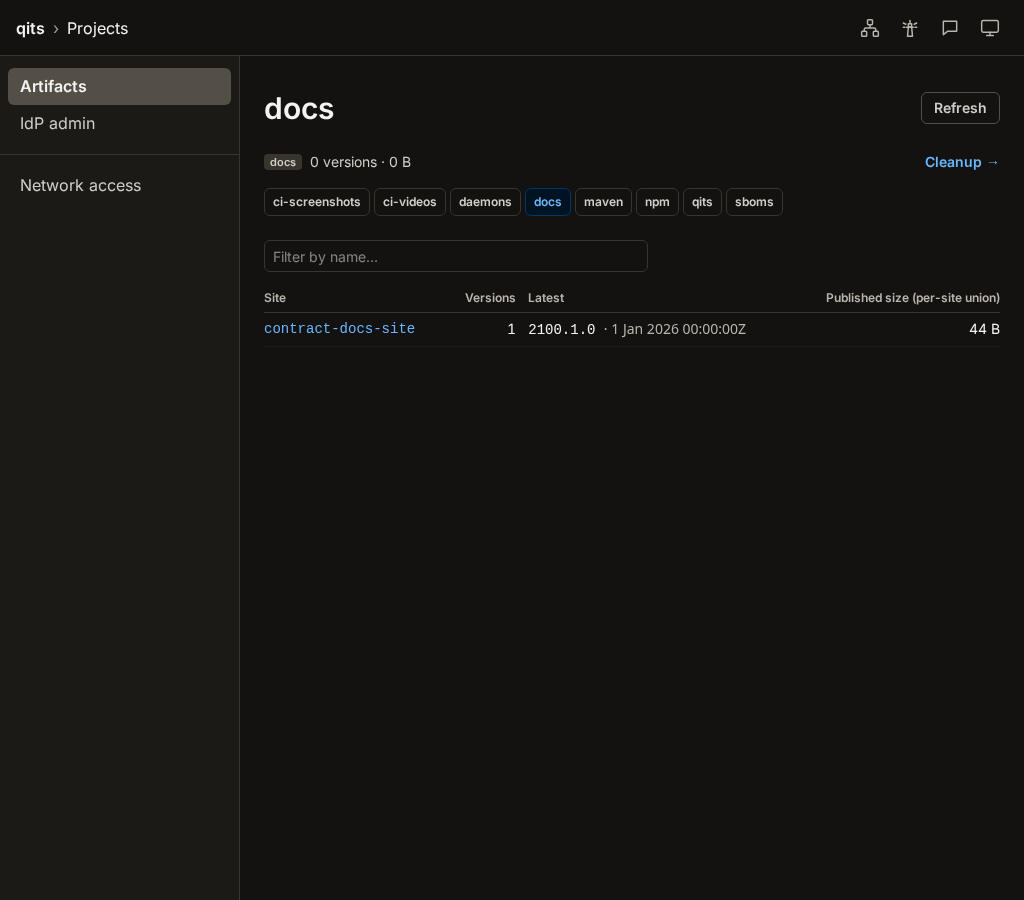 qits › Projects
Artifacts
IdP admin
Network access
docs
Refresh
docs 0 versions · 0 B
Cleanup →
ci-screenshots ci-videos daemons docs maven npm qits sboms
Filter by name...
Site Versions Latest Published size (per-site union)
contract-docs-site 1 2100.1.0 · 1 Jan 2026 00:00:00Z 44 B